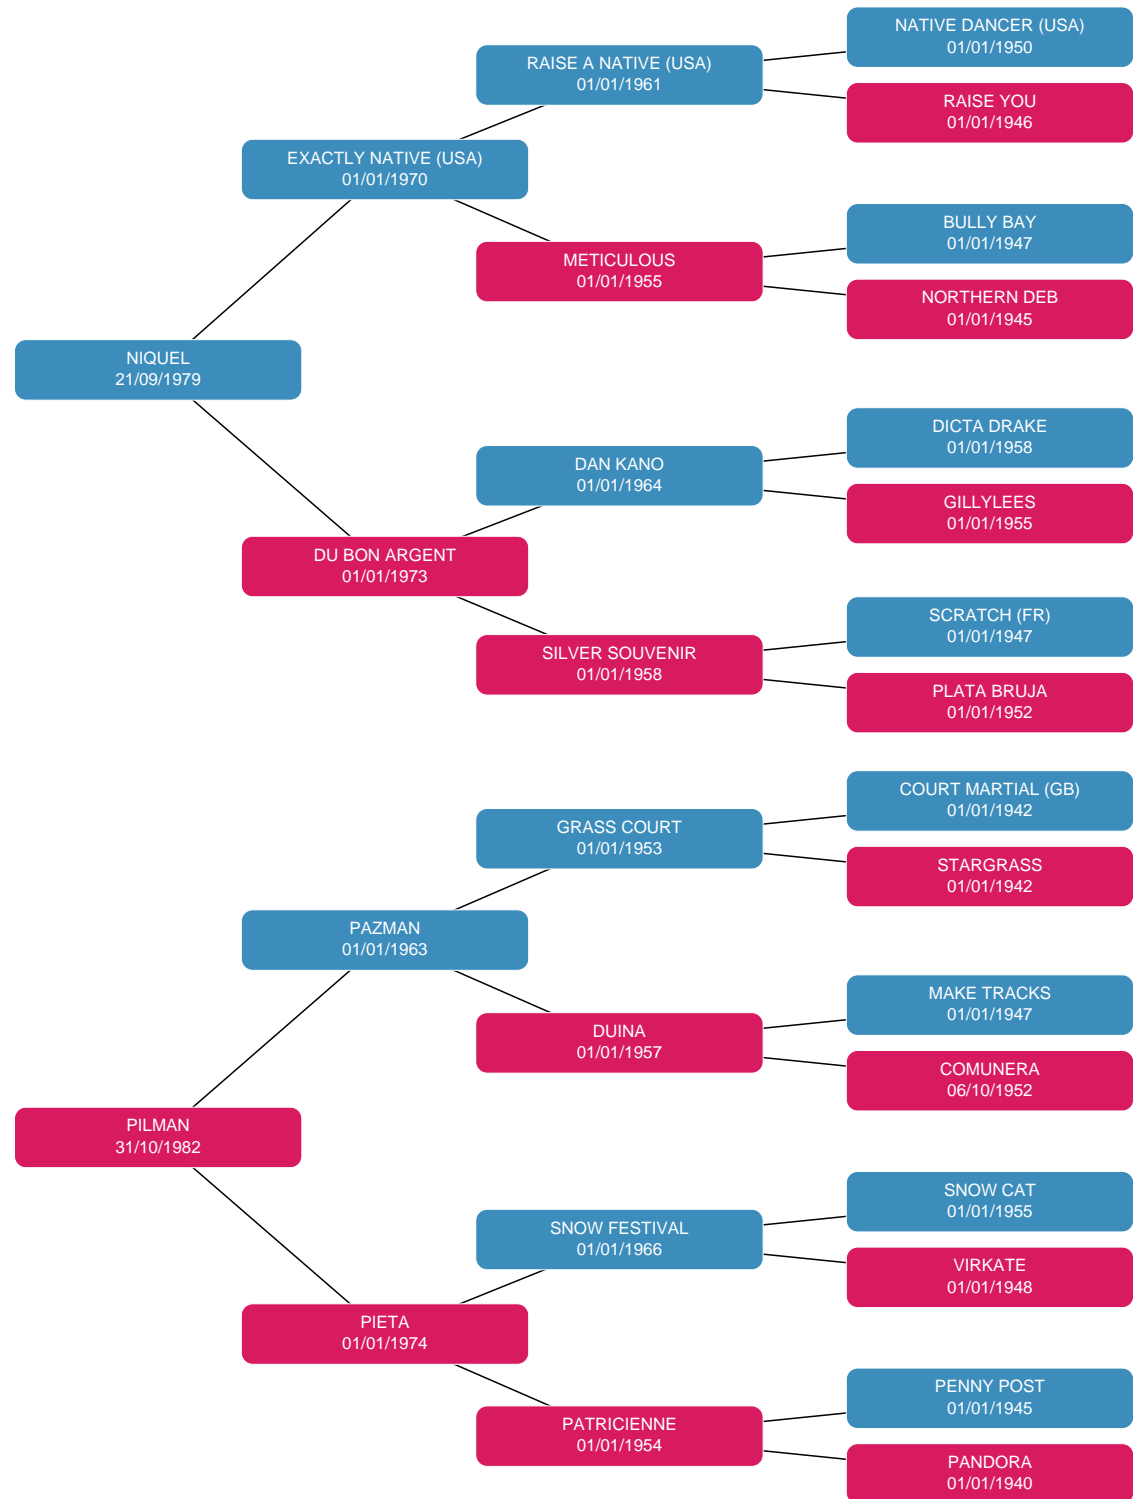 NATIVE DANCER (USA)
01/01/1950
RAISE A NATIVE (USA)
01/01/1961
RAISE YOU
01/01/1946
EXACTLY NATIVE (USA)
01/01/1970
BULLY BAY
01/01/1947
METICULOUS
01/01/1955
NORTHERN DEB
01/01/1945
NIQUEL
21/09/1979
DICTA DRAKE
01/01/1958
DAN KANO
01/01/1964
GILLYLEES
01/01/1955
DU BON ARGENT
01/01/1973
SCRATCH (FR)
01/01/1947
SILVER SOUVENIR
01/01/1958
PLATA BRUJA
01/01/1952
COURT MARTIAL (GB)
01/01/1942
GRASS COURT
01/01/1953
STARGRASS
01/01/1942
PAZMAN
01/01/1963
MAKE TRACKS
01/01/1947
DUINA
01/01/1957
COMUNERA
06/10/1952
PILMAN
31/10/1982
SNOW CAT
01/01/1955
SNOW FESTIVAL
01/01/1966
VIRKATE
01/01/1948
PIETA
01/01/1974
PENNY POST
01/01/1945
PATRICIENNE
01/01/1954
PANDORA
01/01/1940